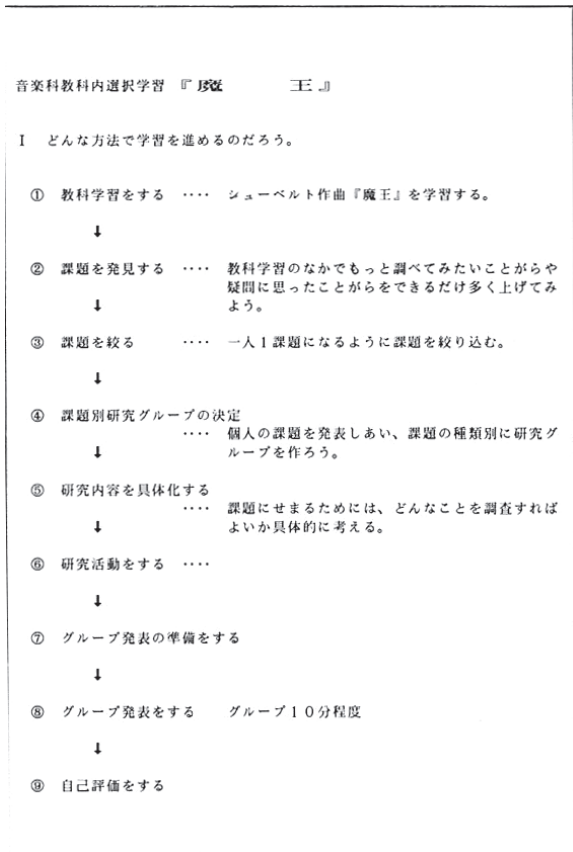 音楽科教科内選択学習 『魔 王』
I どんな方法で学習を進めるのだろう。
① 教科学習をする ‥‥ シューベルト作曲『魔王』を学習する。
↓
② 課題を発見する ‥‥ 教科学習のなかでもっと調べてみたいことがらや
疑問に思ったことがらをできるだけ多く上げてみ
↓ よう。
③ 課題を絞る ‥‥ 一人1課題になるように課題を絞り込む。
↓
④ 課題別研究グループの決定
‥‥ 個人の課題を発表しあい、課題の種類別に研究グ
↓ ループを作ろう。
⑤ 研究内容を具体化する
‥‥ 課題にせまるためには、どんなことを調査すれば
↓ よいか具体的に考える。
⑥ 研究活動をする ‥‥
↓
⑦ グループ発表の準備をする
↓
⑧ グループ発表をする グループ10分程度
↓
⑨ 自己評価をする